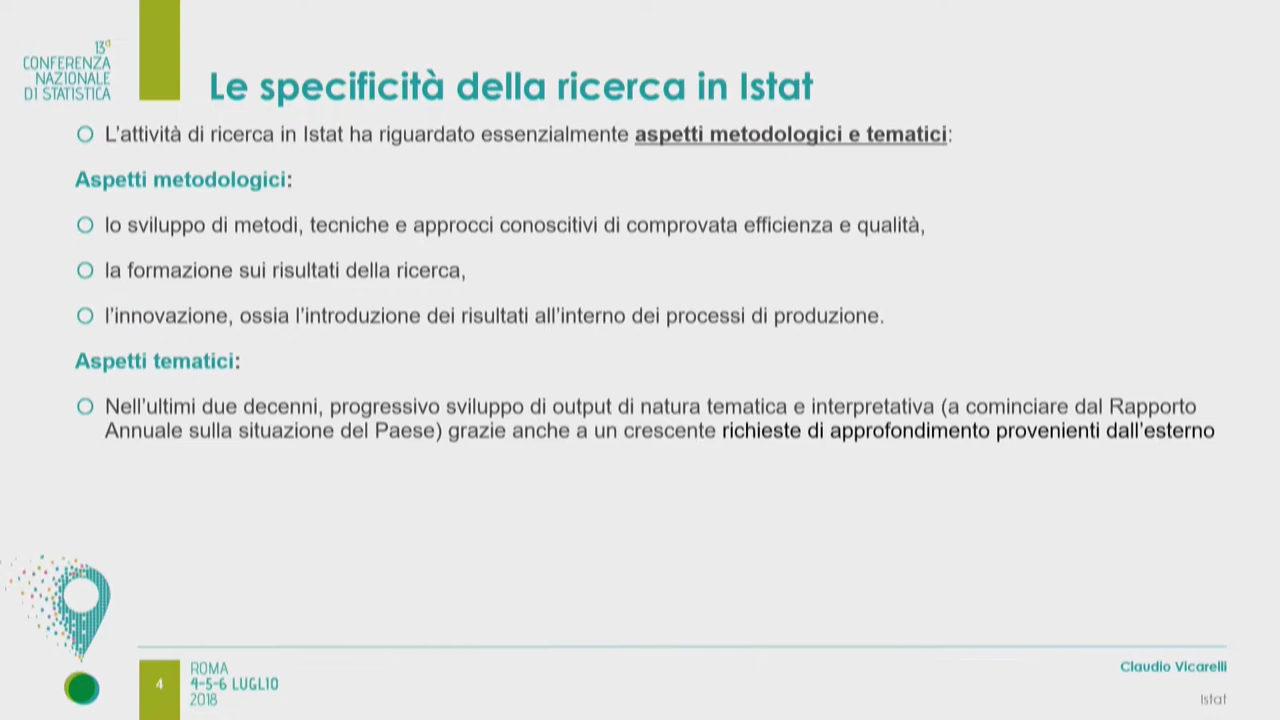 13a
CONFERENZA
NAZIONALE
DI STATISTICA
Le specificità della ricerca in Istat
L'attività di ricerca in Istat ha riguardato essenzialmente aspetti metodologici e tematici:
Aspetti metodologici:
lo sviluppo di metodi, tecniche e approcci conoscitivi di comprovata efficienza e qualità,
la formazione sui risultati della ricerca,
l'innovazione, ossia l'introduzione dei risultati all'interno dei processi di produzione.
Aspetti tematici:
Nell'ultimi due decenni, progressivo sviluppo di output di natura tematica e interpretativa (a cominciare dal Rapporto
Annuale sulla situazione del Paese) grazie anche a un crescente richieste di approfondimento provenienti dall'esterno
4
ROMA
4-5-6 LUGLIO
2018
Claudio Vicarelli
Istat